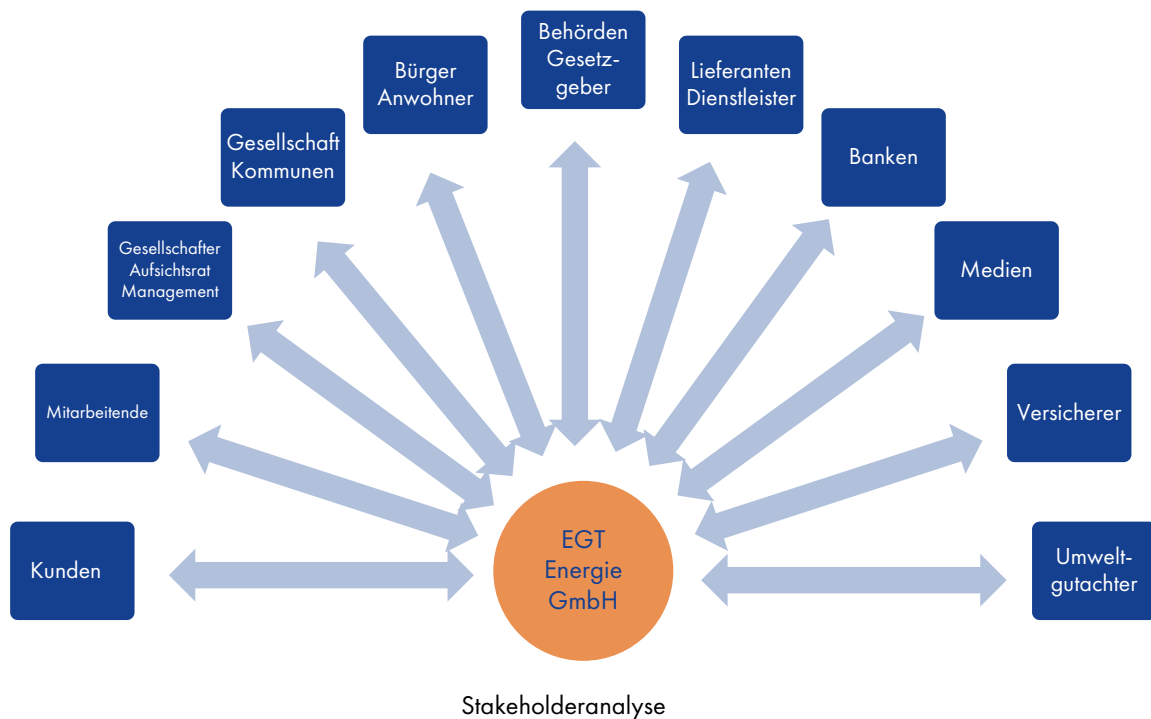 Behörden
Gesetz-
geber
Bürger
Anwohner
Lieferanten
Dienstleister
Gesellschaft
Kommunen
Banken
Gesellschafter
Aufsichtsrat
Management
Medien
Mitarbeitende
Versicherer
Kunden
EGT
Energie
GmbH
Umwelt-
gutachter
Stakeholderanalyse